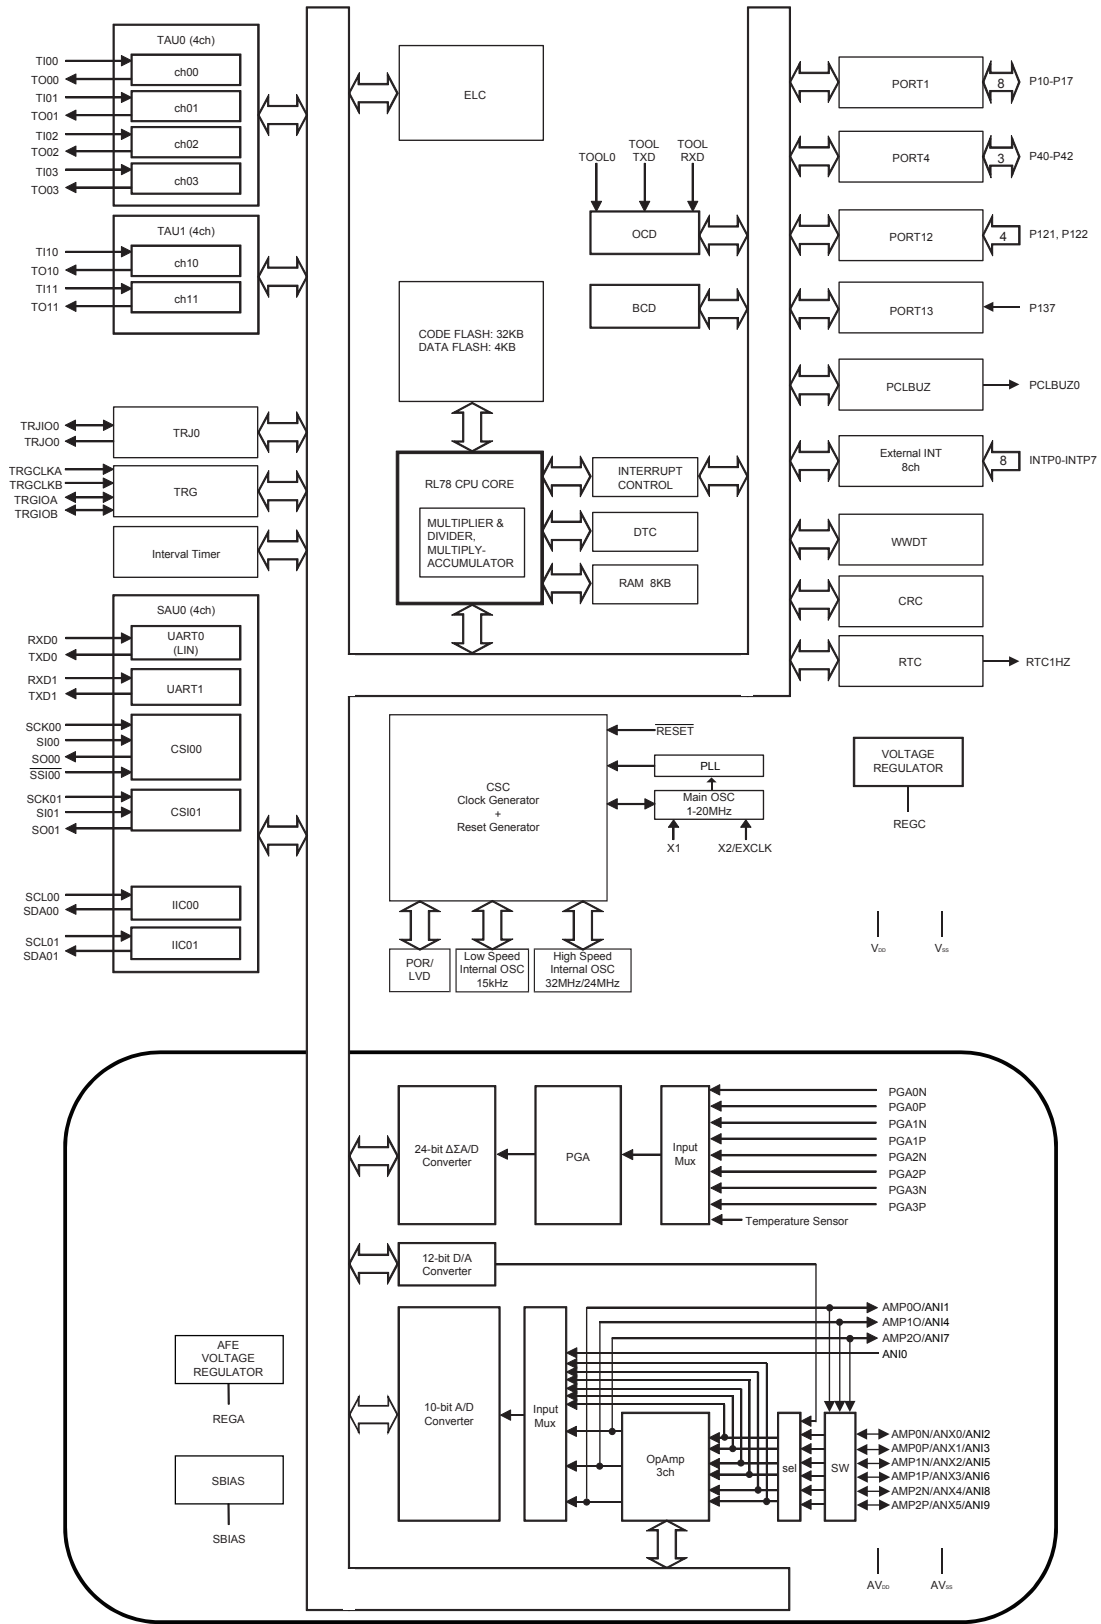 TAU0 (4ch)
TI00
TO00
ch00
TI01
TO01
ch01
TI02
TO02
ch02
TI03
TO03
ch03
TAU1 (4ch)
TI10
TO10
ch10
TI11
TO11
ch11
TRJIO0
TRJO0
TRJ0
TRGCLKA
TRGCLKB
TRGIOA
TRGIOB
TRG
Interval Timer
SAU0 (4ch)
RXD0
TXD0
UART0
(LIN)
RXD1
TXD1
UART1
SCK00
SI00
SO00
SSI00
CSI00
SCK01
SI01
SO01
CSI01
SCL00
SDA00
IIC00
SCL01
SDA01
IIC01
ELC
TOOL0
TOOL
TXD
TOOL
RXD
OCD
BCD
CODE FLASH: 32KB
DATA FLASH: 4KB
RL78 CPU CORE
MULTIPLIER &
DIVIDER,
MULTIPLY-
ACCUMULATOR
INTERRUPT
CONTROL
DTC
RAM 8KB
PORT1
8
P10-P17
PORT4
3
P40-P42
PORT12
4
P121, P122
PORT13
P137
PCLBUZ
PCLBUZ0
External INT
8ch
8
INTP0-INTP7
WWDT
CRC
RTC
RTC1HZ
CSC
Clock Generator
+
Reset Generator
RESET
PLL
Main OSC
1-20MHz
X1
X2/EXCLK
VOLTAGE
REGULATOR
REGC
POR/
LVD
Low Speed
Internal OSC
15kHz
High Speed
Internal OSC
32MHz/24MHz
VDD
VSS
24-bit ΔΣA/D
Converter
PGA
Input
Mux
PGA0N
PGA0P
PGA1N
PGA1P
PGA2N
PGA2P
PGA3N
PGA3P
Temperature Sensor
12-bit D/A
Converter
AMP0O/ANI1
AMP1O/ANI4
AMP2O/ANI7
ANI0
AFE
VOLTAGE
REGULATOR
REGA
10-bit A/D
Converter
Input
Mux
OpAmp
3ch
sel
SW
AMP0N/ANX0/ANI2
AMP0P/ANX1/ANI3
AMP1N/ANX2/ANI5
AMP1P/ANX3/ANI6
AMP2N/ANX4/ANI8
AMP2P/ANX5/ANI9
SBIAS
SBIAS
AVDD
AVSS